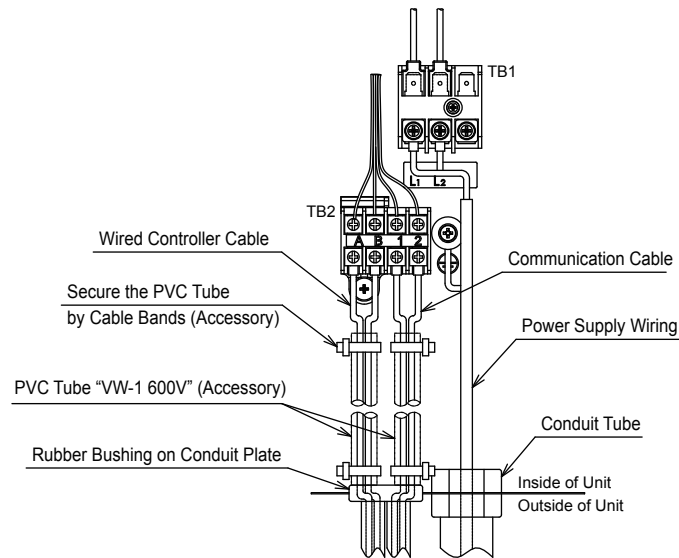 TB1
L1 L2
TB2
A B 1 2
Wired Controller Cable
Communication Cable
Secure the PVC Tube
by Cable Bands (Accessory)
Power Supply Wiring
PVC Tube “VW-1 600V” (Accessory)
Conduit Tube
Rubber Bushing on Conduit Plate
Inside of Unit
Outside of Unit